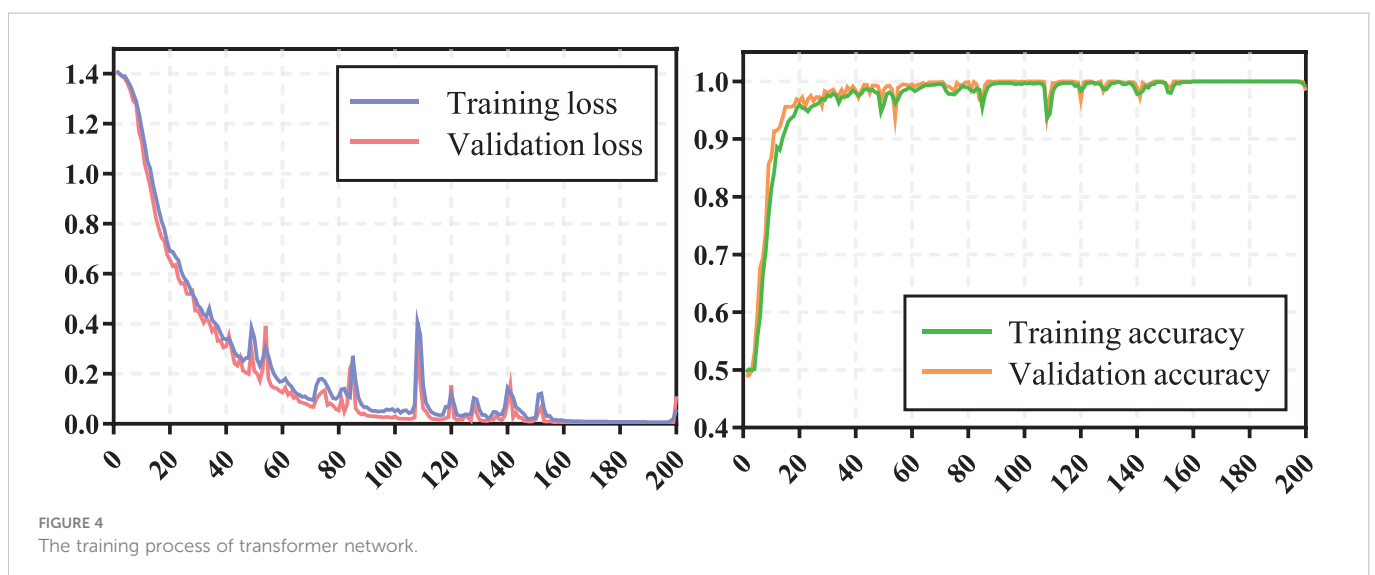 1.4
1.2
1.0
0.8
0.6
0.4
0.2
0.0
0 20 40 60 80 100 120 140 160 180 200
Training loss
Validation loss
1.0
0.9
0.8
0.7
0.6
0.5
0.4
0 20 40 60 80 100 120 140 160 180 200
Training accuracy
Validation accuracy
FIGURE 4
The training process of transformer network.